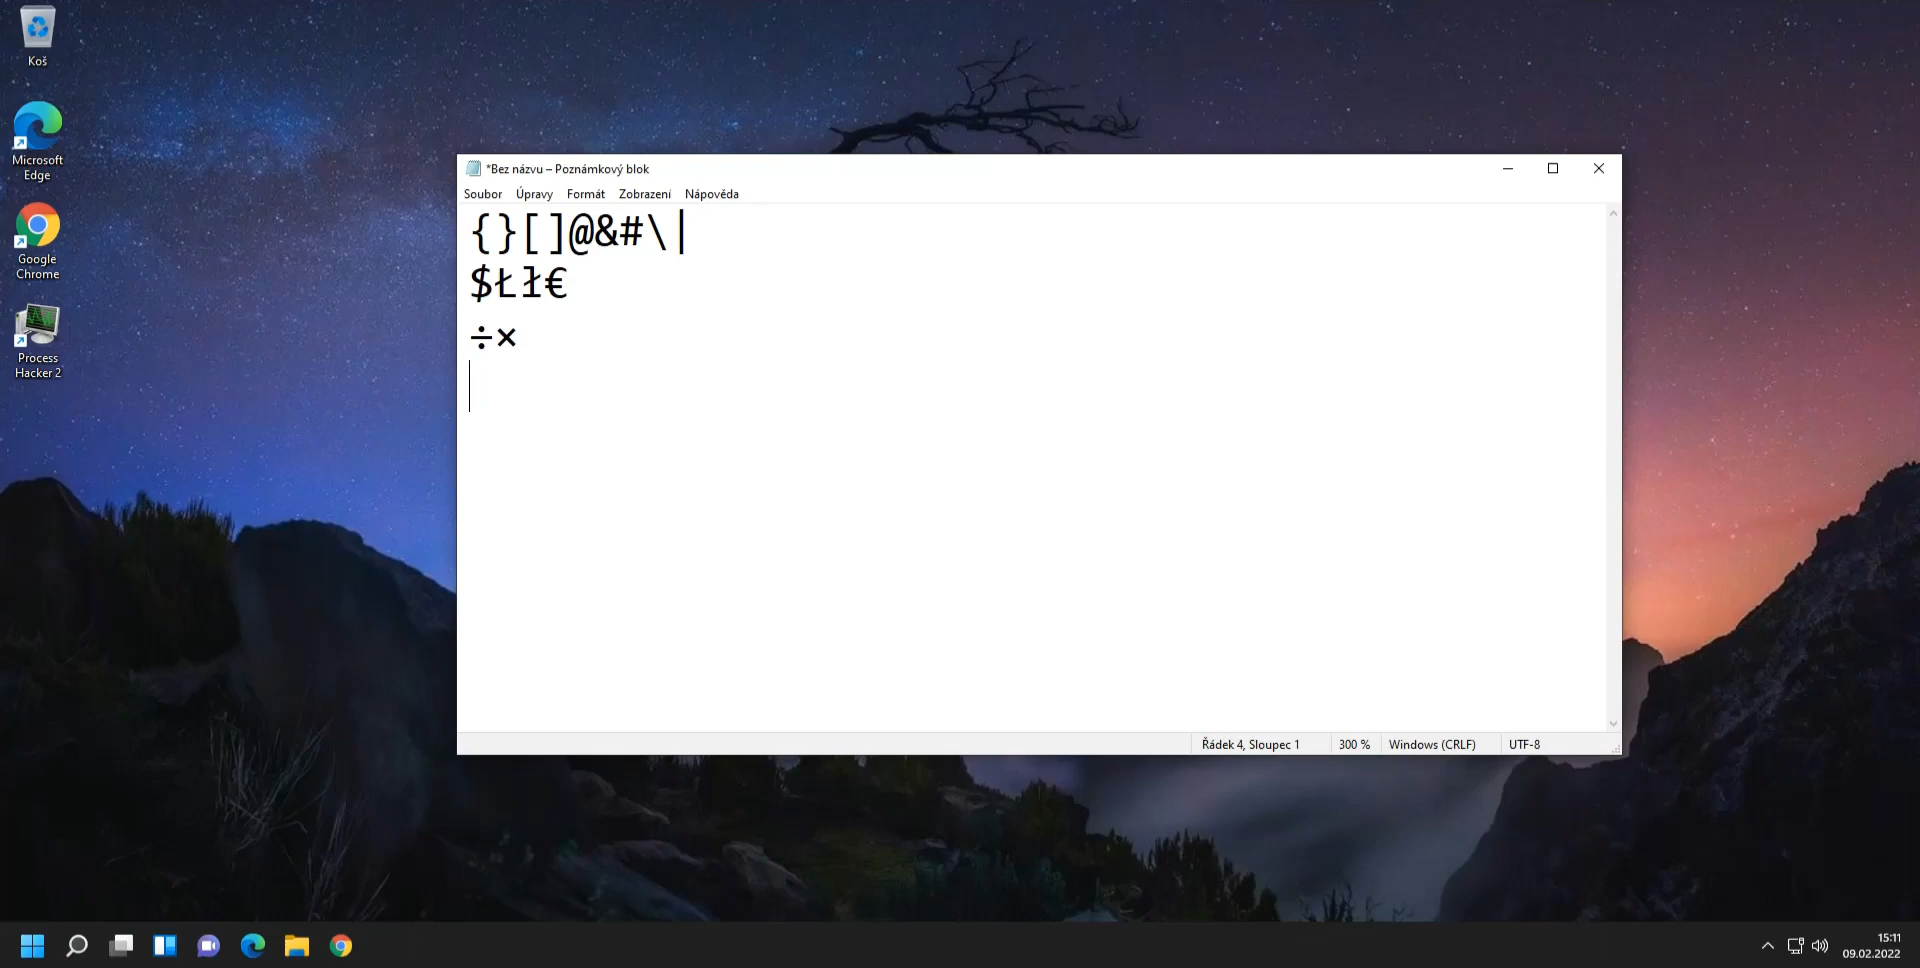 Koš
Microsoft
Edge
Google
Chrome
Process
Hacker 2
*Bez názvu – Poznámkový blok
Soubor Úpravy Formát Zobrazení Nápověda
{}[]@&#\|
$Łł€
÷×
Řádek 4, Sloupec 1 300 % Windows (CRLF) UTF-8
15:11
09.02.2022